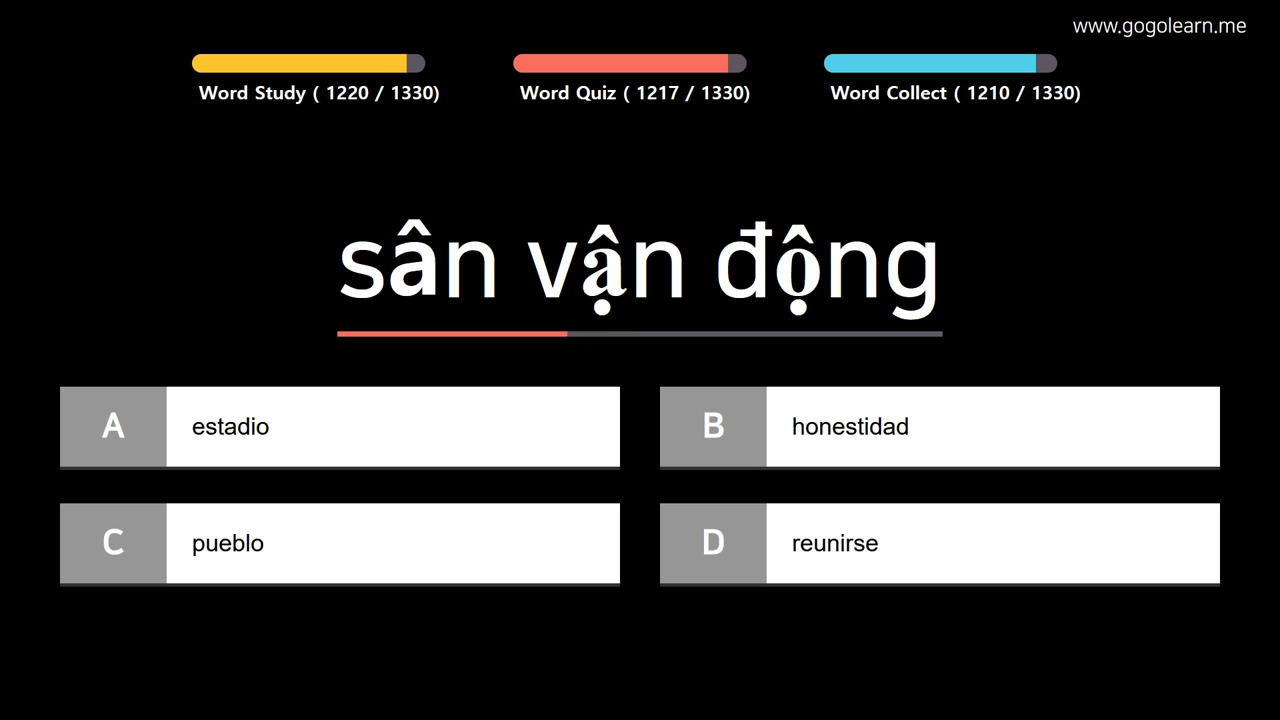 www.gogolearn.me
Word Study ( 1220 / 1330)
Word Quiz ( 1217 / 1330)
Word Collect ( 1210 / 1330)
sân vận động
A estadio
B honestidad
C pueblo
D reunirse